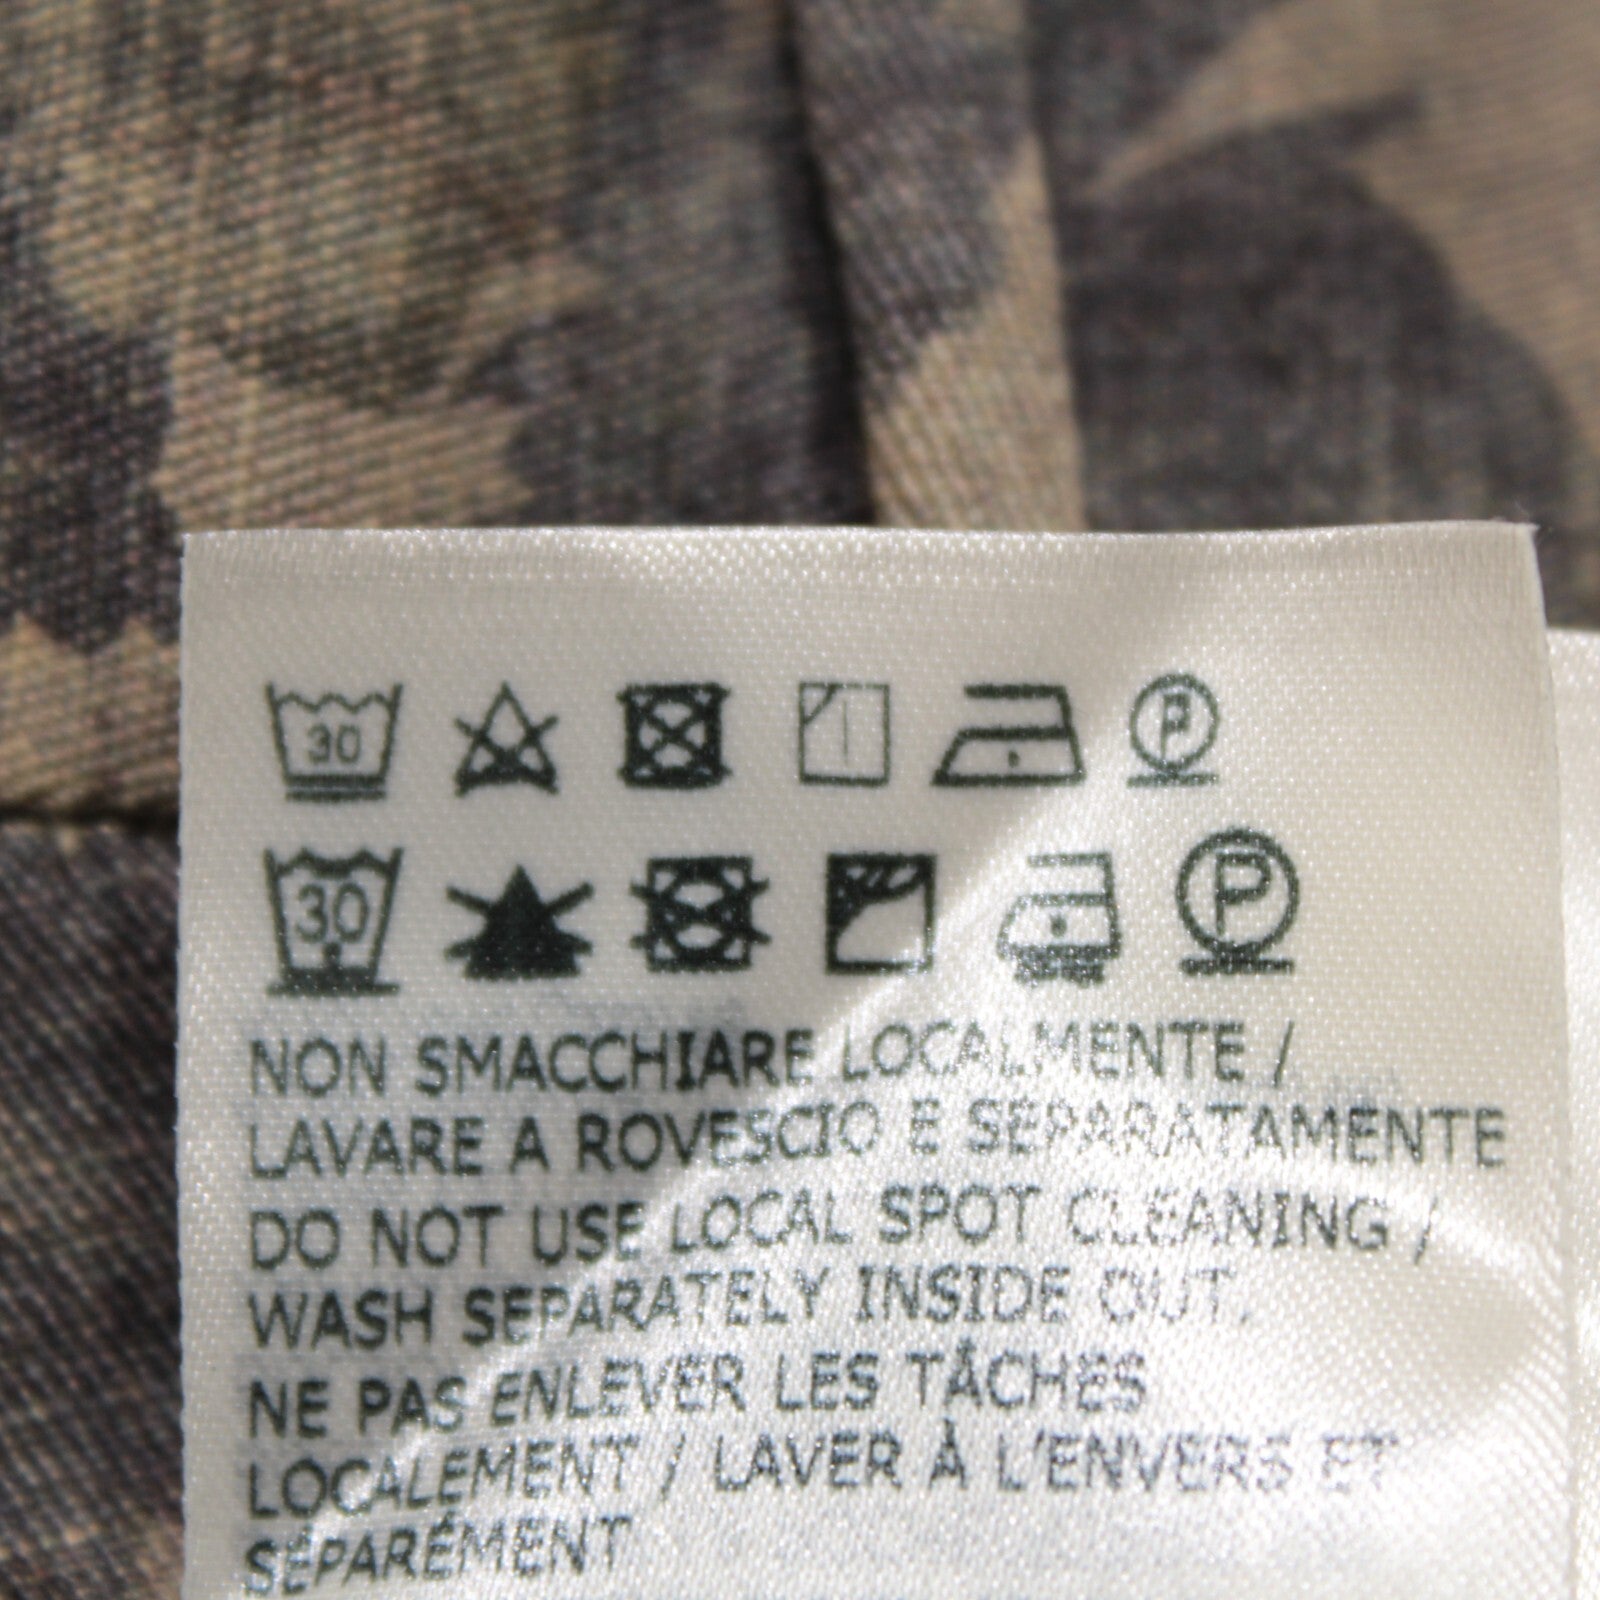 30 P
30 P
NON SMACCHIARE LOCALMENTE /
LAVARE A ROVESCIO E SEPARATAMENTE
DO NOT USE LOCAL SPOT CLEANING /
WASH SEPARATELY INSIDE OUT.
NE PAS ENLEVER LES TÂCHES
LOCALEMENT / LAVER À L'ENVERS ET
SÉPARÉMENT